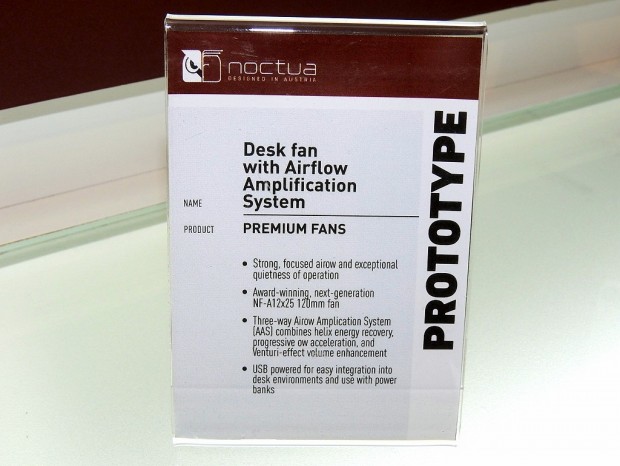 noctua
DESIGNED IN AUSTRIA
PROTOTYPE
NAME
Desk fan
with Airflow
Amplification
System
PRODUCT
PREMIUM FANS
• Strong, focused airow and exceptional
quietness of operation
• Award-winning, next-generation
NF-A12x25 120mm fan
• Three-way Airow Amplication System
(AAS) combines helix energy recovery,
progressive ow acceleration, and
Venturi-effect volume enhancement
• USB powered for easy integration into
desk environments and use with power
banks